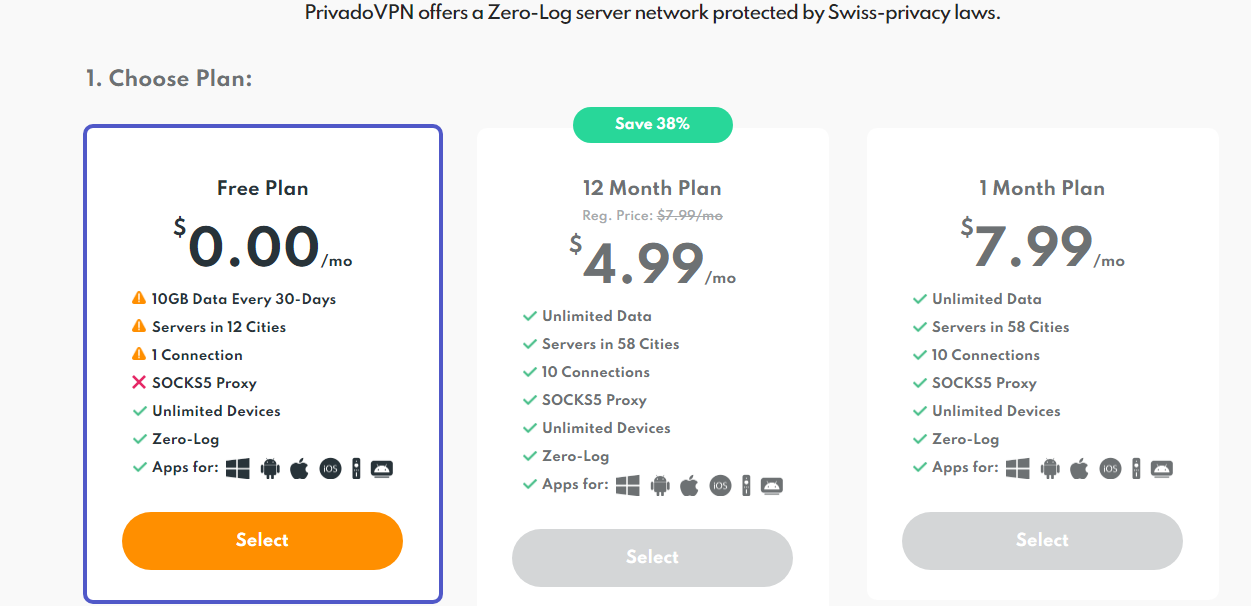 PrivadoVPN offers a Zero-Log server network protected by Swiss-privacy laws.
1. Choose Plan:
Free Plan
$0.00/mo
10GB Data Every 30-Days
Servers in 12 Cities
1 Connection
SOCKS5 Proxy
Unlimited Devices
Zero-Log
Apps for: iOS
Select
Save 38%
12 Month Plan
Reg. Price: $7.99/mo
$4.99/mo
Unlimited Data
Servers in 58 Cities
10 Connections
SOCKS5 Proxy
Unlimited Devices
Zero-Log
Apps for: iOS
Select
1 Month Plan
$7.99/mo
Unlimited Data
Servers in 58 Cities
10 Connections
SOCKS5 Proxy
Unlimited Devices
Zero-Log
Apps for: iOS
Select